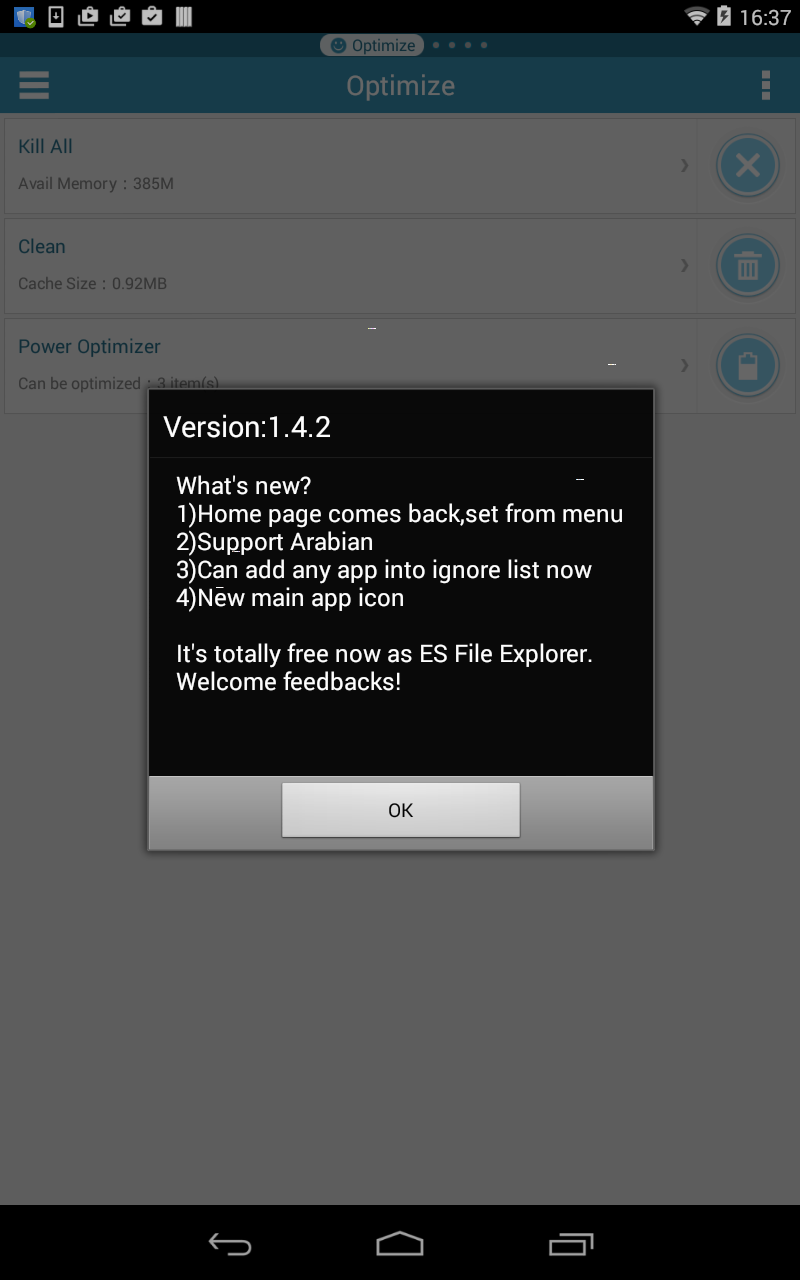 16:37
Optimize
Optimize
Kill All
Avail Memory : 385M
Clean
Cache Size : 0.92MB
Power Optimizer
Can be optimized : 3 item(s)
Version:1.4.2
What's new?
1)Home page comes back,set from menu
2)Support Arabian
3)Can add any app into ignore list now
4)New main app icon
It's totally free now as ES File Explorer.
Welcome feedbacks!
OK